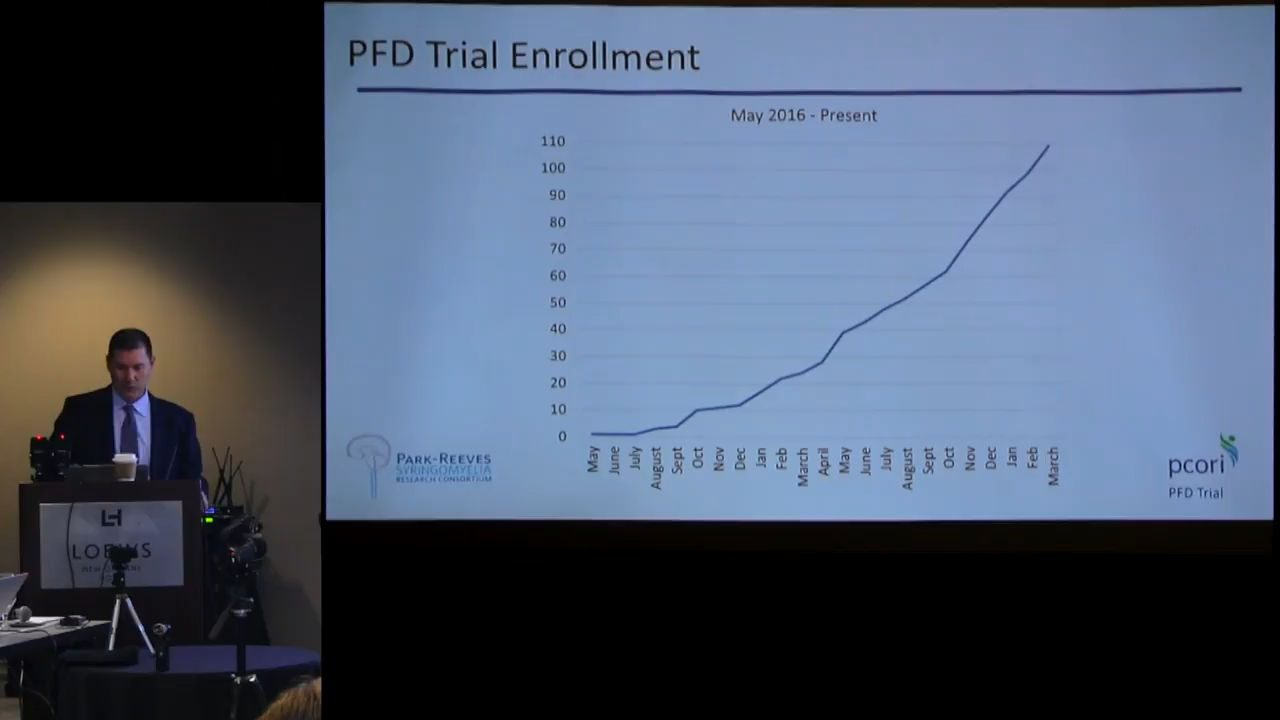 PFD Trial Enrollment
May 2016 - Present
110
100
90
80
70
60
50
40
30
20
10
0
May
June
July
August
Sept
Oct
Nov
Dec
Jan
Feb
March
April
May
June
July
August
Sept
Oct
Nov
Dec
Jan
Feb
March
PARK-REEVES
SYRINGOMYELIA
RESEARCH CONSORTIUM
pcori
PFD Trial
LOEWS